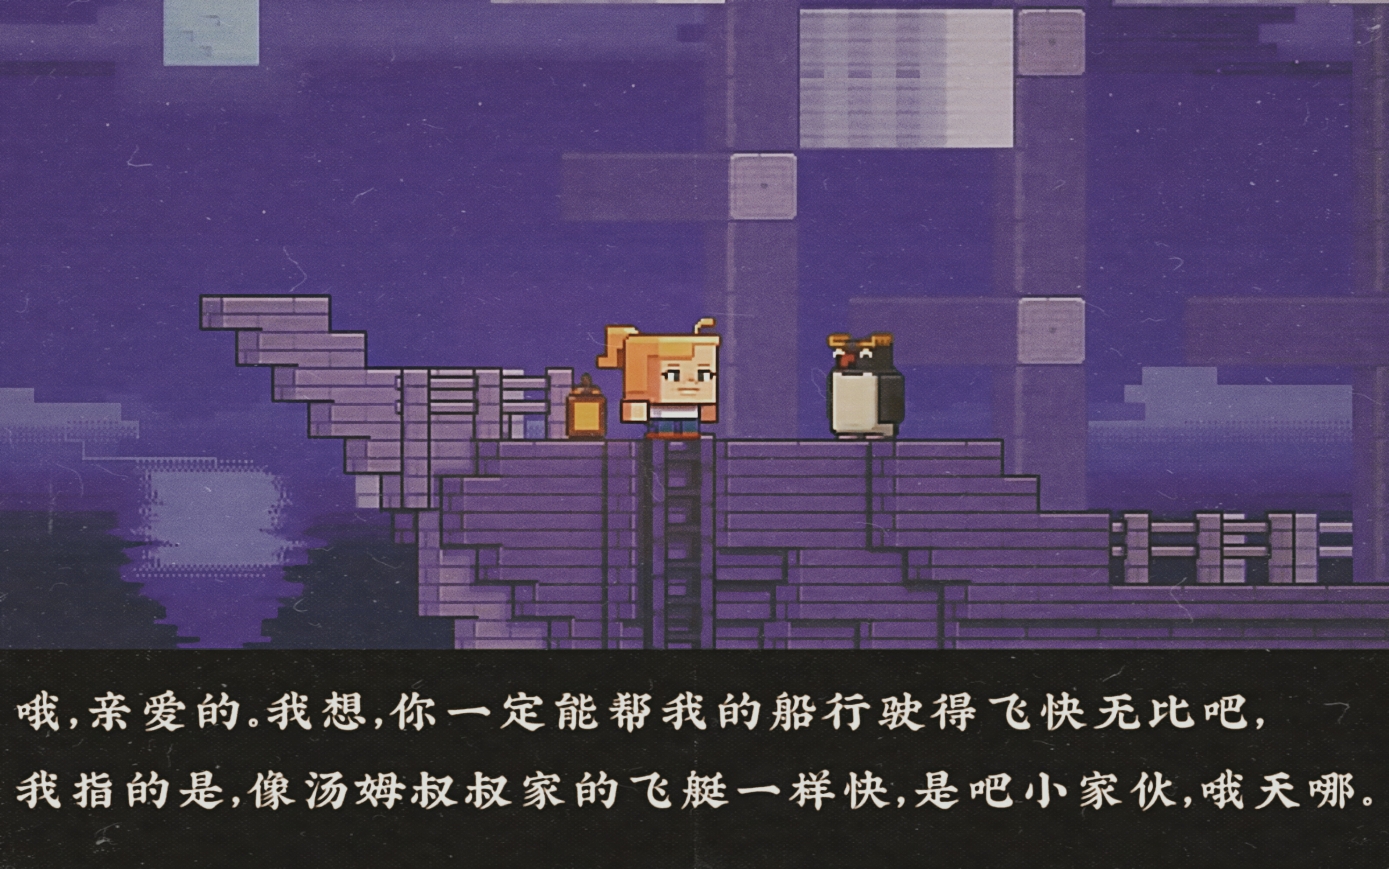 哦,亲爱的。我想,你一定能帮我的船行驶得飞快无比吧,
我指的是,像汤姆叔叔家的飞艇一样快,是吧小家伙,哦天哪。